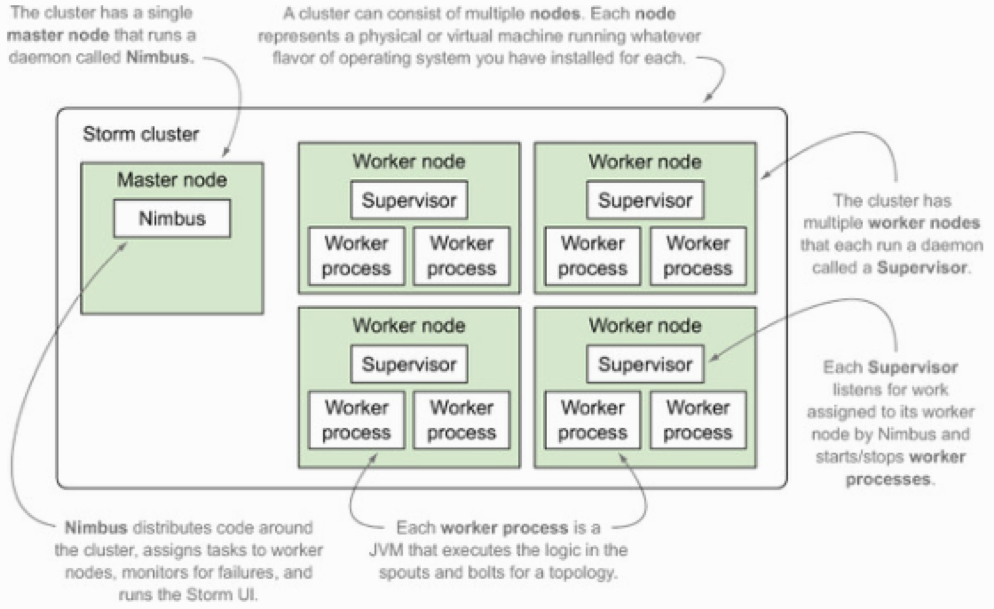 The cluster has a single
master node that runs a
daemon called Nimbus.
A cluster can consist of multiple nodes. Each node
represents a physical or virtual machine running whatever
flavor of operating system you have installed for each.
Storm cluster
Master node
Nimbus
Worker node
Supervisor
Worker
process
Worker
process
Worker node
Supervisor
Worker
process
Worker
process
Worker node
Supervisor
Worker
process
Worker
process
Worker node
Supervisor
Worker
process
Worker
process
The cluster has
multiple worker nodes
that each run a daemon
called a Supervisor.
Each Supervisor
listens for work
assigned to its worker
node by Nimbus and
starts/stops worker
processes.
Nimbus distributes code around
the cluster, assigns tasks to worker
nodes, monitors for failures, and
runs the Storm UI.
Each worker process is a
JVM that executes the logic in the
spouts and bolts for a topology.